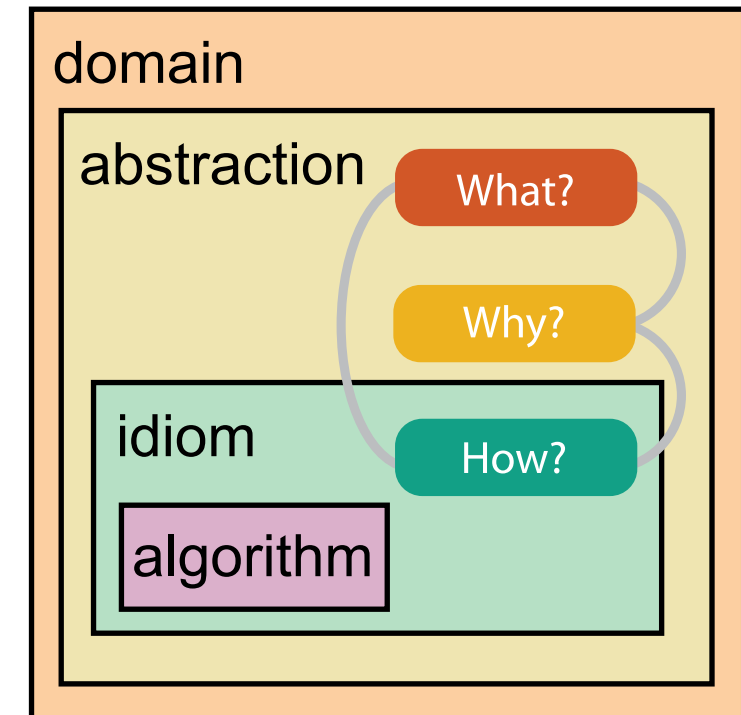 domain
abstraction
What?
Why?
idiom
How?
algorithm